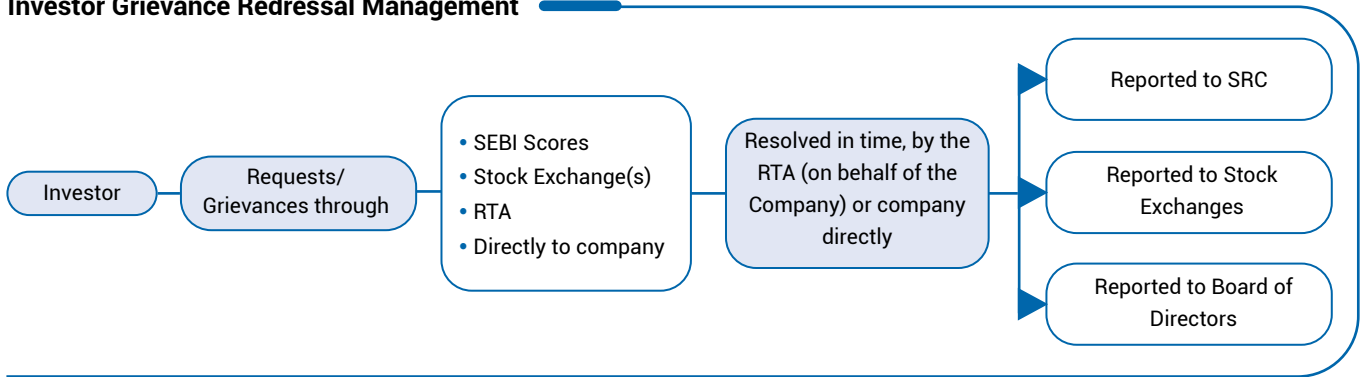 Investor Grievance Redressal Management
Investor
Requests/
Grievances through
• SEBI Scores
• Stock Exchange(s)
• RTA
• Directly to company
Resolved in time, by the
RTA (on behalf of the
Company) or company
directly
Reported to SRC
Reported to Stock
Exchanges
Reported to Board of
Directors